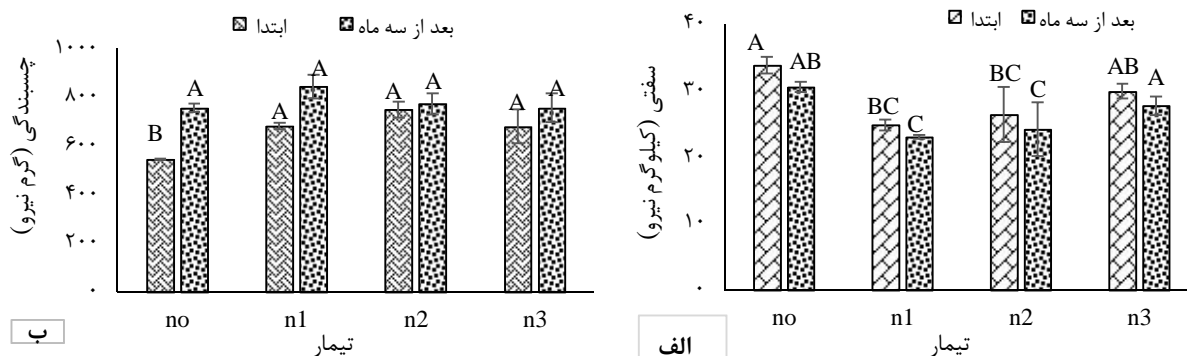 ابتدا بعد از سه ماه
سفتی (کیلوگرم نیرو)
۴۰
۳۰
۲۰
۱۰
۰
A AB BC C BC C AB A
no n1 n2 n3
تیمار
الف
ابتدا بعد از سه ماه
چسبندگی (گرم نیرو)
۱۰۰۰
۸۰۰
۶۰۰
۴۰۰
۲۰۰
۰
B A A A A A A A
no n1 n2 n3
تیمار
ب